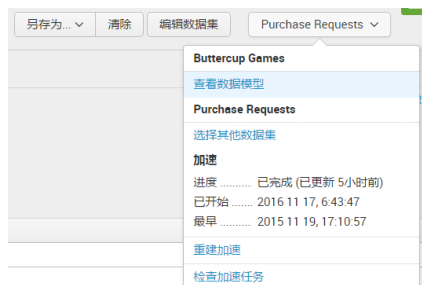 另存为... 清除 编辑数据集 Purchase Requests
Buttercup Games
查看数据模型
Purchase Requests
选择其他数据集
加速
进度 .......... 已完成 (已更新 5小时前)
已开始 ....... 2016 11 17, 6:43:47
最早 .......... 2015 11 19, 17:10:57
重建加速
检查加速任务